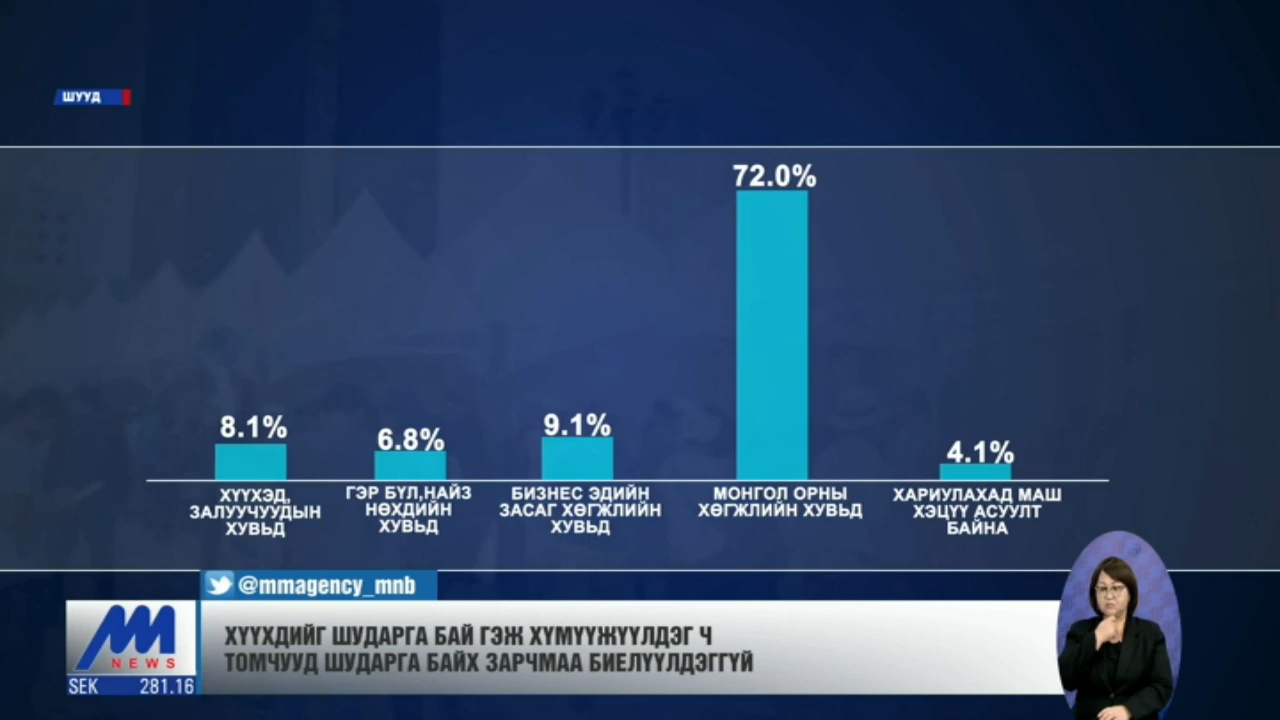 ШУУД
72.0%
8.1%
6.8%
9.1%
4.1%
ХҮҮХЭД,
ЗАЛУУЧУУДЫН
ХУВЬД
ГЭР БҮЛ,НАЙЗ
НӨХДИЙН
ХУВЬД
БИЗНЕС ЭДИЙН
ЗАСАГ ХӨГЖЛИЙН
ХУВЬД
МОНГОЛ ОРНЫ
ХӨГЖЛИЙН ХУВЬД
ХАРИУЛАХАД МАШ
ХЭЦҮҮ АСУУЛТ
БАЙНА
@mmagency_mnb
ХҮҮХДИЙГ ШУДАРГА БАЙ ГЭЖ ХҮМҮҮЖҮҮЛДЭГ Ч
ТОМЧУУД ШУДАРГА БАЙХ ЗАРЧМАА БИЕЛҮҮЛДЭГГҮЙ
MM
NEWS
SEK 281.16